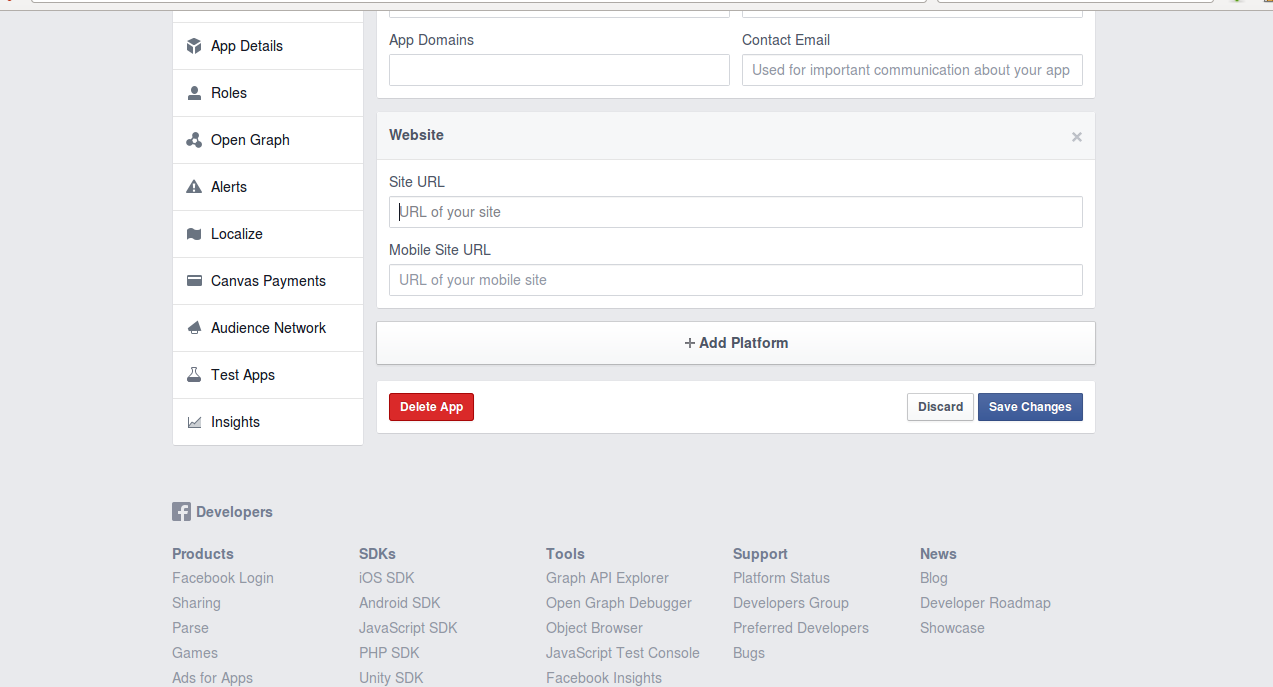 App Details
Roles
Open Graph
Alerts
Localize
Canvas Payments
Audience Network
Test Apps
Insights
App Domains
Contact Email
Used for important communication about your app
Website
Site URL
URL of your site
Mobile Site URL
URL of your mobile site
+ Add Platform
Delete App
Discard
Save Changes
Developers
Products
Facebook Login
Sharing
Parse
Games
Ads for Apps
SDKs
iOS SDK
Android SDK
JavaScript SDK
PHP SDK
Unity SDK
Tools
Graph API Explorer
Open Graph Debugger
Object Browser
JavaScript Test Console
Facebook Insights
Support
Platform Status
Developers Group
Preferred Developers
Bugs
News
Blog
Developer Roadmap
Showcase